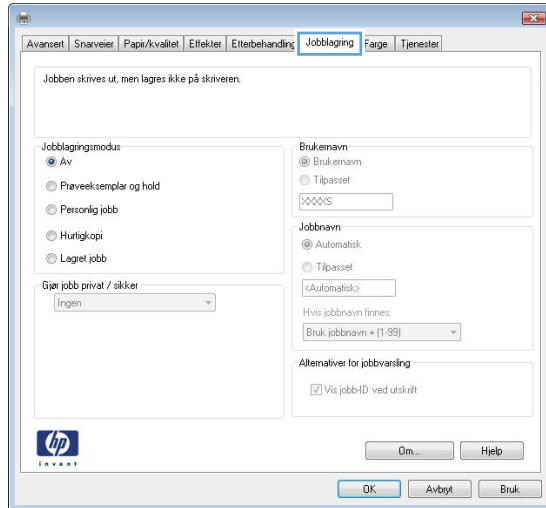 Avansert Snarveier Papir/kvalitet Effekter Etterbehandling Jobblagring Farge Tjenester
Jobben skrives ut, men lagres ikke på skriveren.
Jobblagringsmodus
Av
Prøveeksemplar og hold
Personlig jobb
Hurtigkopi
Lagret jobb
Gjør jobb privat / sikker
Ingen
Brukernavn
Brukernavn
Tilpasset
XXXXS
Jobbnavn
Automatisk
Tilpasset
<Automatisk>
Hvis jobbnavn finnes:
Bruk jobbnavn + (1-99)
Alternativer for jobbvarsling
Vis jobb-ID ved utskrift
hp
invent
Om... Hjelp
OK Avbryt Bruk